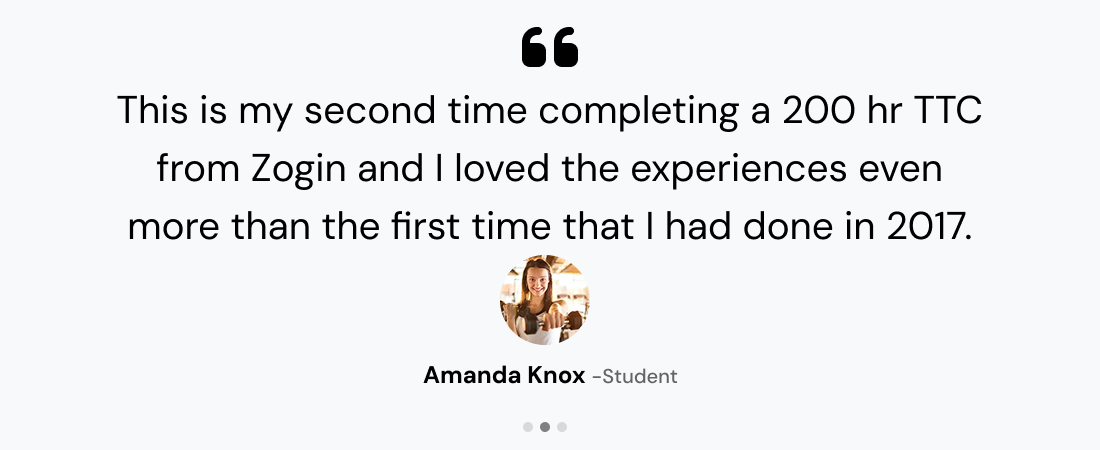 ❝
This is my second time completing a 200 hr TTC
from Zogin and I loved the experiences even
more than the first time that I had done in 2017.
Amanda Knox -Student